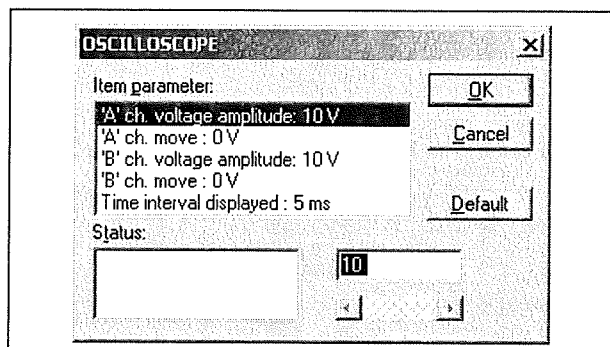 OSCILLOSCOPE
Item parameter:
'A' ch. voltage amplitude: 10 V
'A' ch. move : 0 V
'B' ch. voltage amplitude: 10 V
'B' ch. move : 0 V
Time interval displayed : 5 ms
OK
Cancel
Default
Status:
10